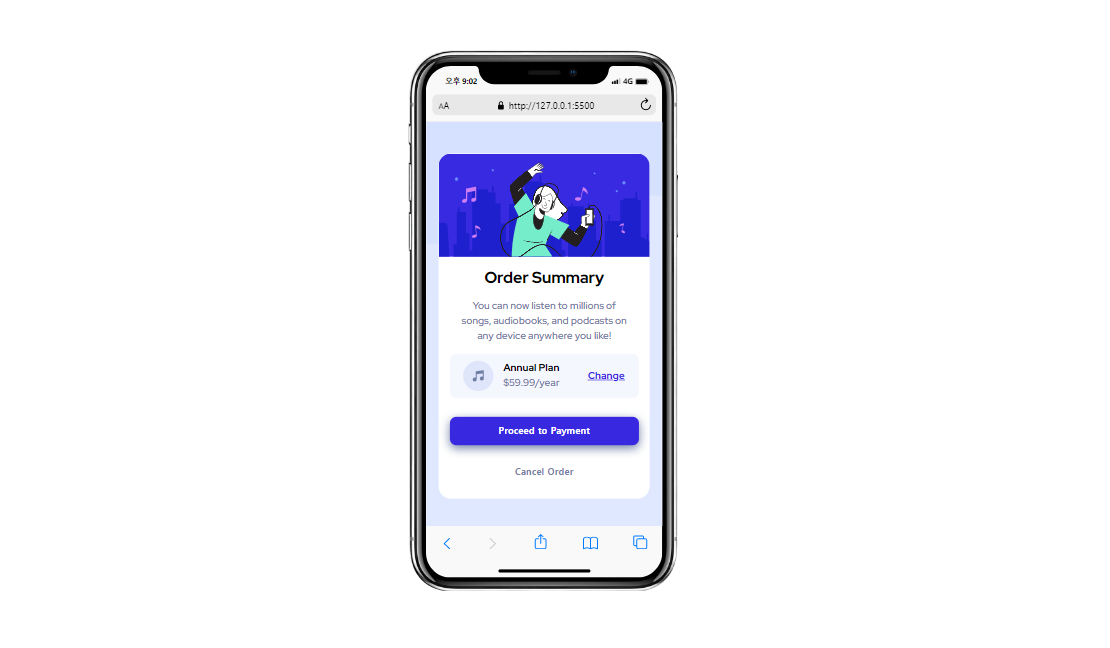 오후 9:02
4G
AA
http://127.0.0.1:5500
Order Summary
You can now listen to millions of
songs, audiobooks, and podcasts on
any device anywhere you like!
Annual Plan
$59.99/year
Change
Proceed to Payment
Cancel Order